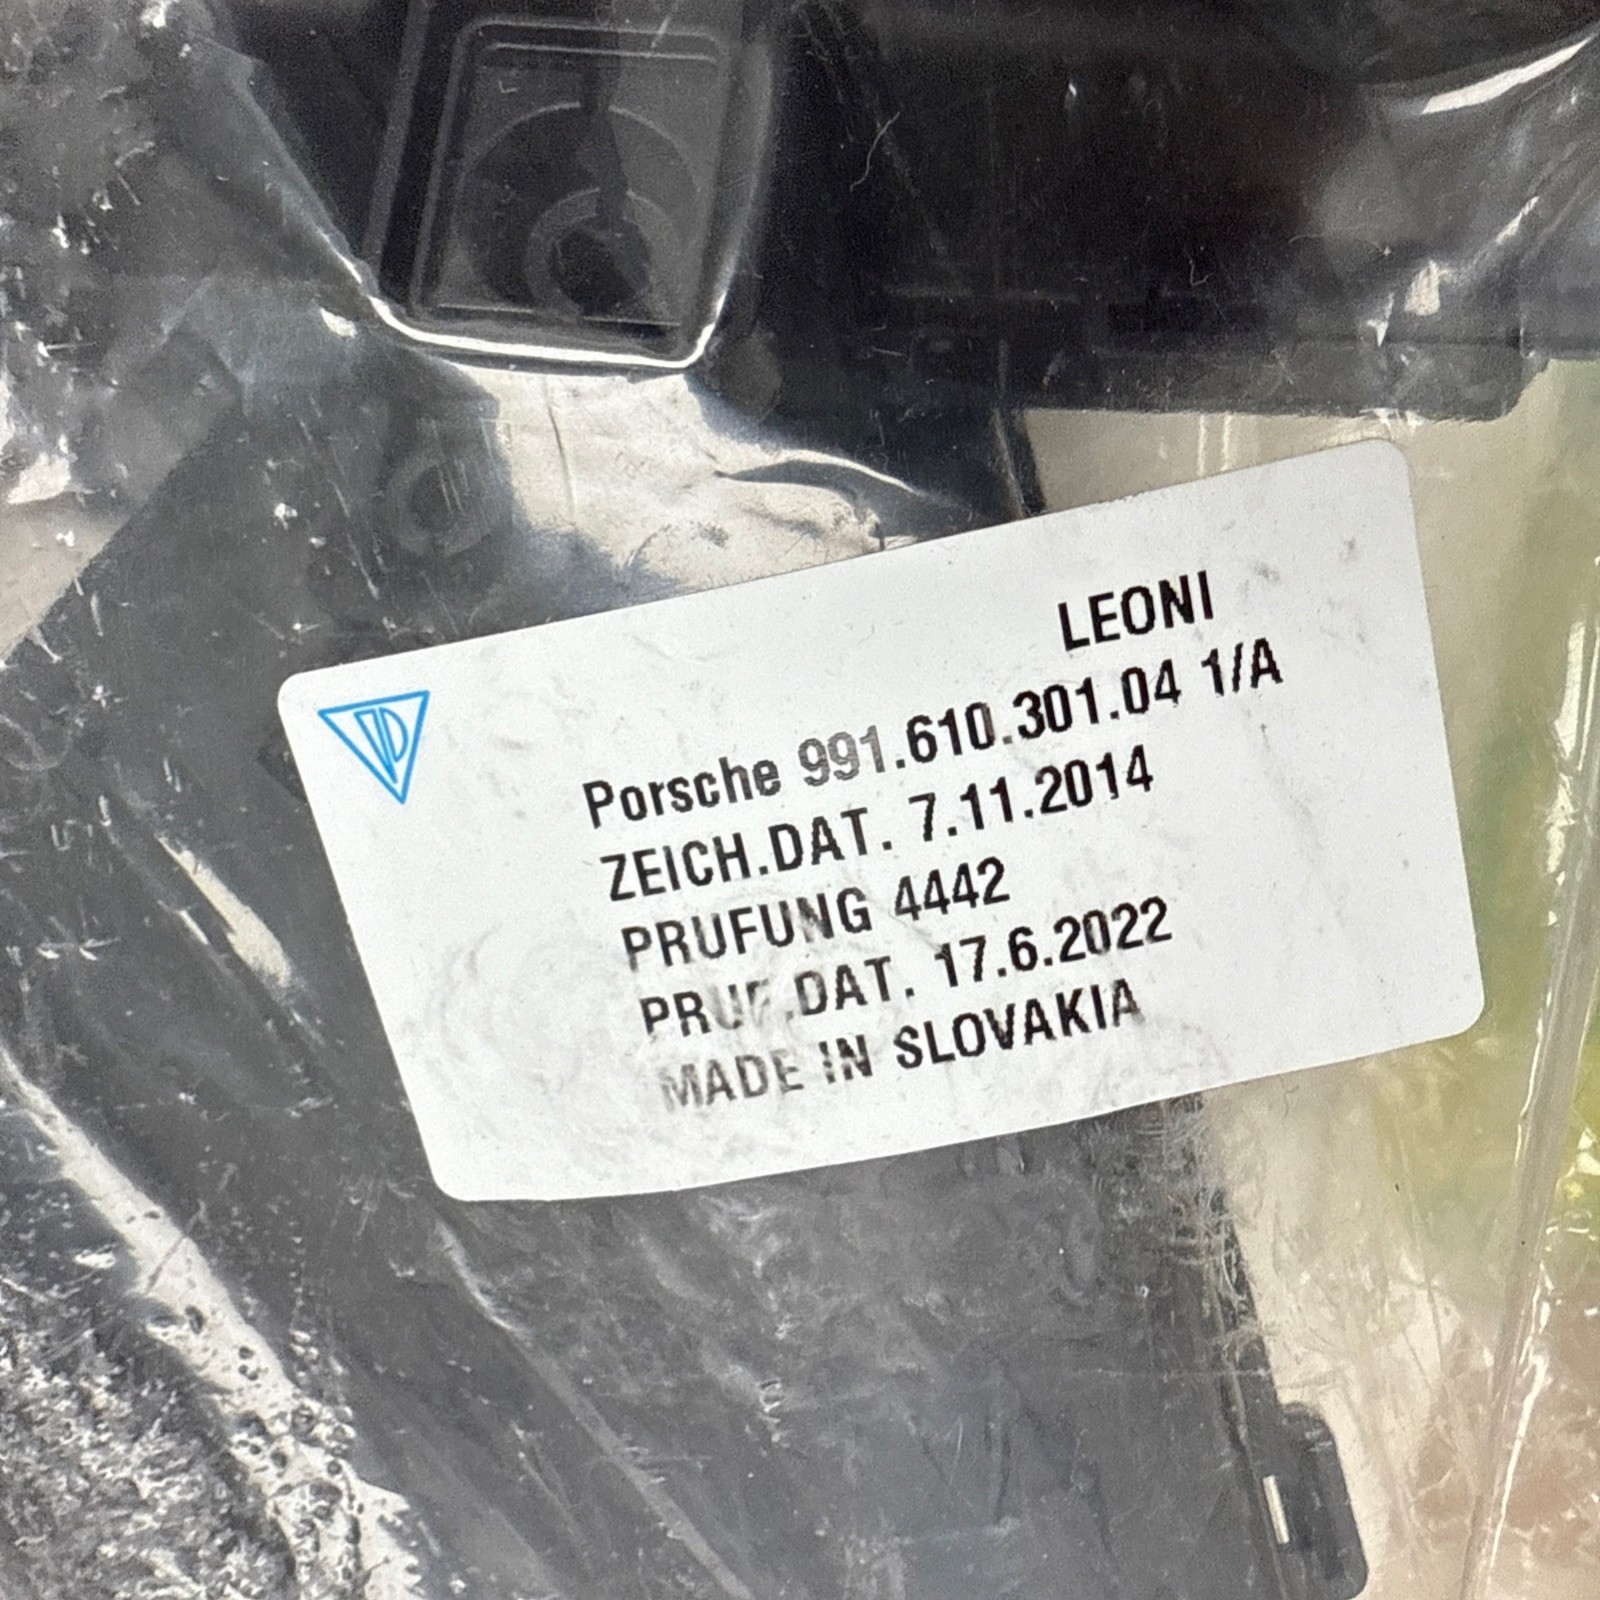 LEONI
Porsche 991.610.301.04 1/A
ZEICH.DAT. 7.11.2014
PRUFUNG 4442
PRUF.DAT. 17.6.2022
MADE IN SLOVAKIA